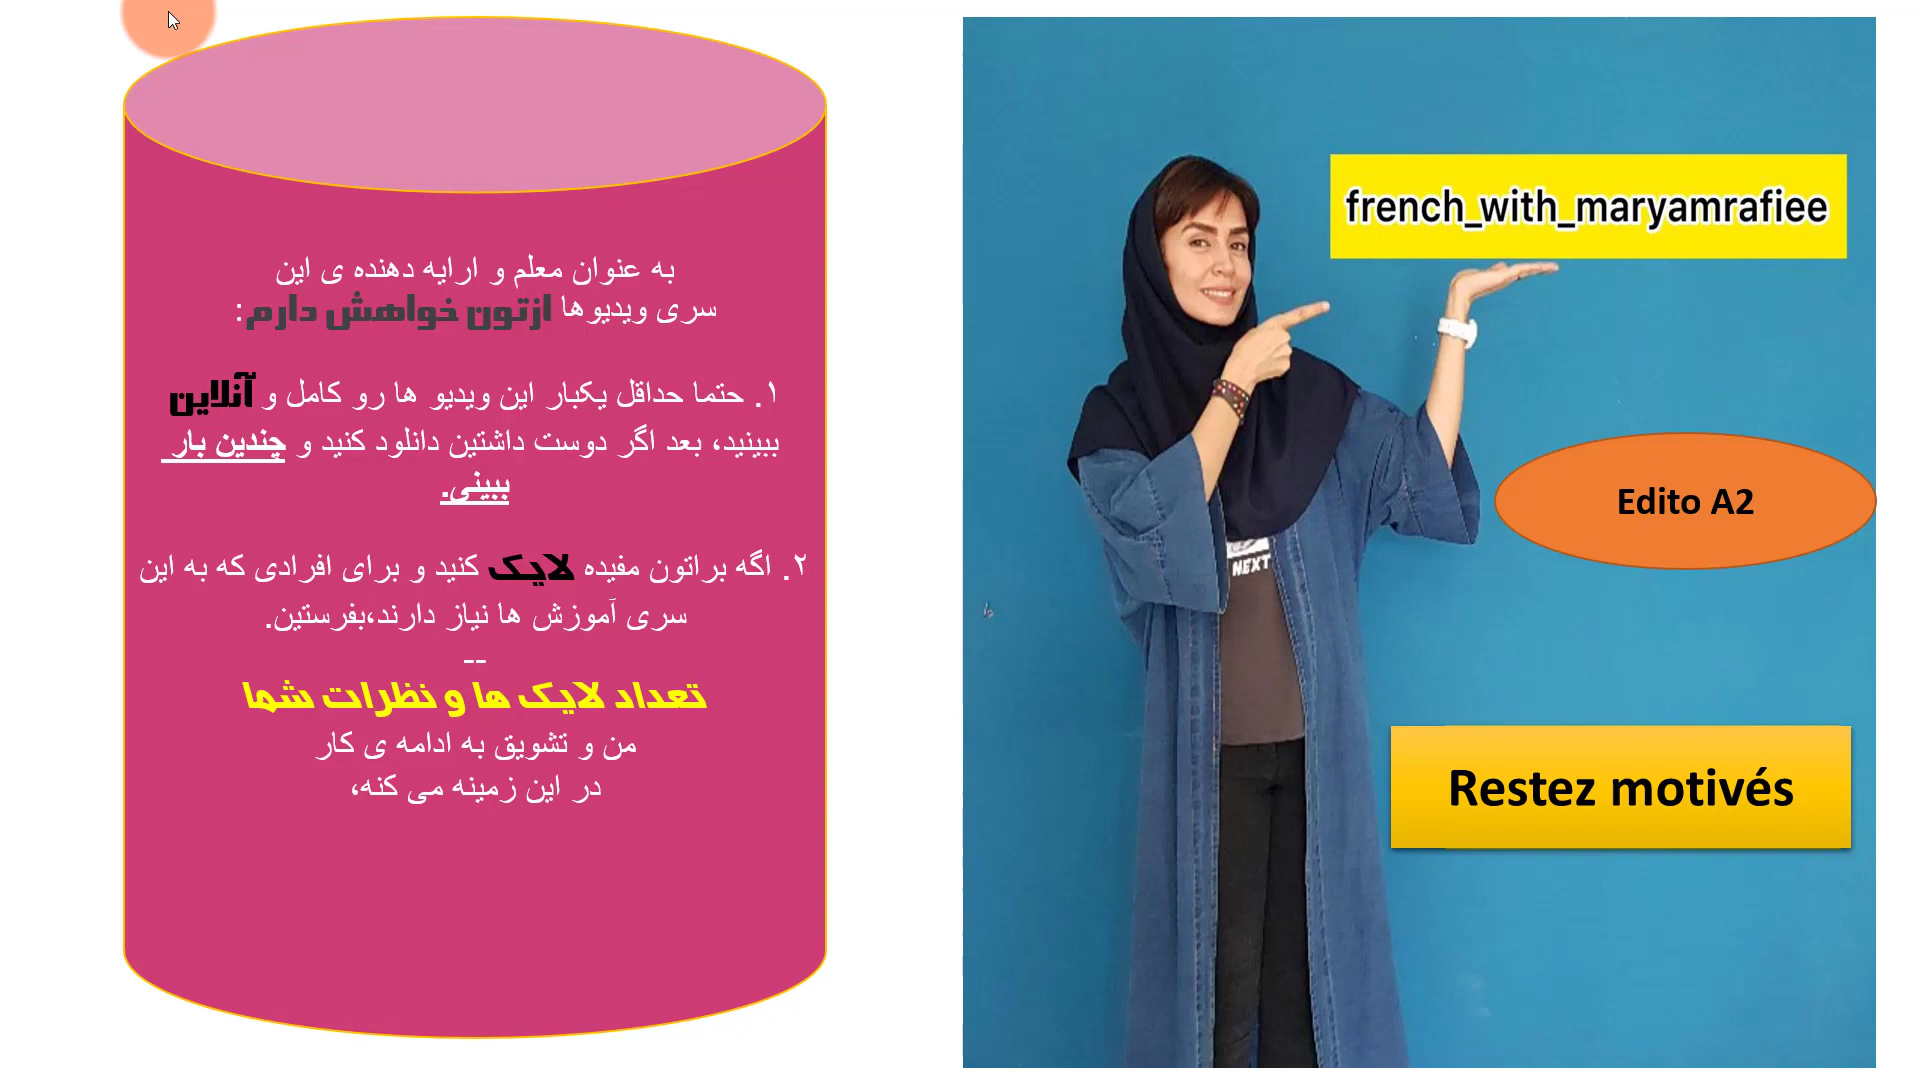 به عنوان معلم و ارایه دهنده ی این
سری ویدیوها ازتون خواهش دارم:
۱. حتما حداقل یکبار این ویدیو ها رو کامل و آنلاین
ببینید، بعد اگر دوست داشتین دانلود کنید و چندین بار
ببینی.
۲. اگه براتون مفیده لایک کنید و برای افرادی که به این
سری آموزش ها نیاز دارند،بفرستین.
--
تعداد لایک ها و نظرات شما
من و تشویق به ادامه ی کار
در این زمینه می کنه،
french_with_maryamrafiee
Edito A2
NEXT
Restez motivés